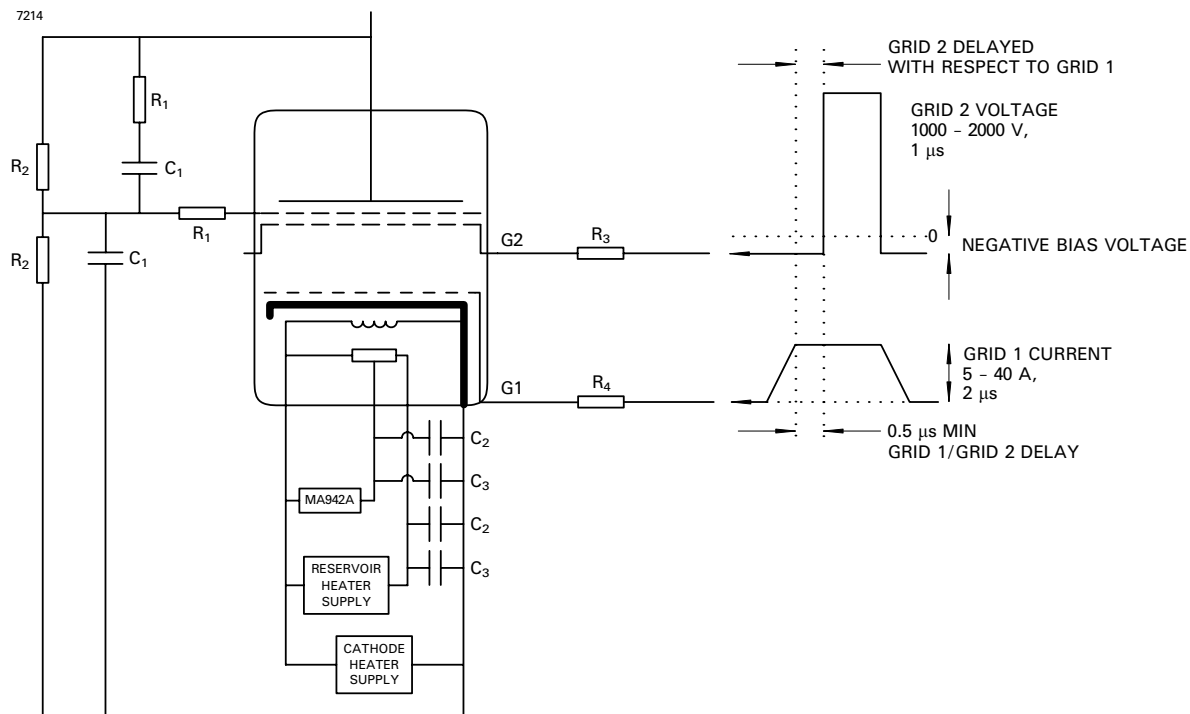 7214
GRID 2 DELAYED
WITH RESPECT TO GRID 1
R1
GRID 2 VOLTAGE
1000 – 2000 V,
1 µs
R2
C1
R1
G2
R3
0
NEGATIVE BIAS VOLTAGE
R2
C1
GRID 1 CURRENT
5 – 40 A,
2 µs
G1
R4
0.5 µs MIN
GRID 1/GRID 2 DELAY
C2
C3
MA942A
C2
C3
RESERVOIR
HEATER
SUPPLY
CATHODE
HEATER
SUPPLY